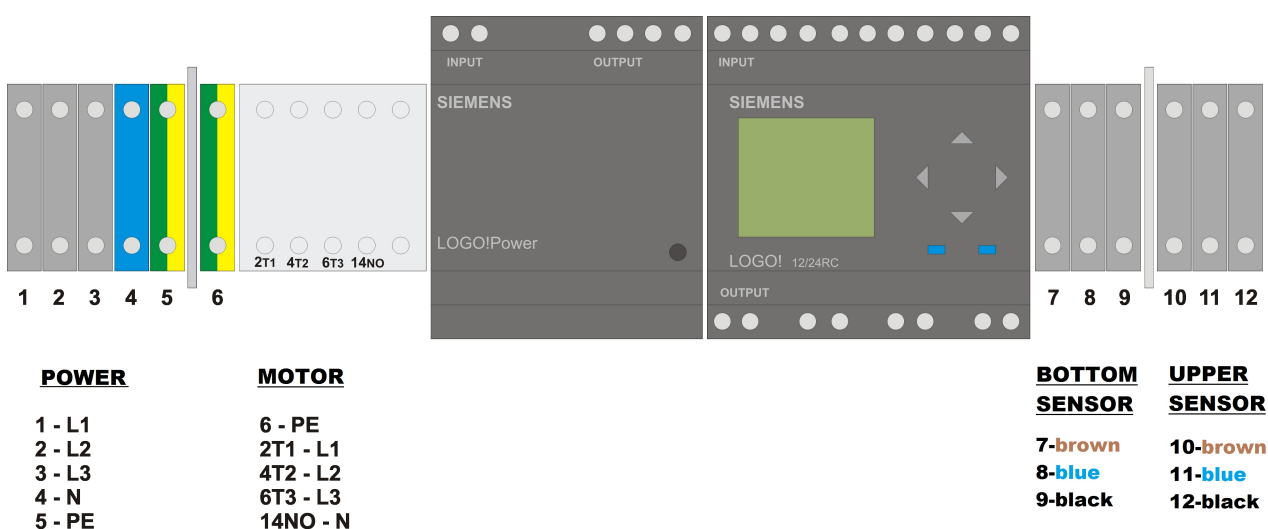 INPUT OUTPUT INPUT
SIEMENS SIEMENS
LOGO!Power
2T1 4T2 6T3 14NO
LOGO! 12/24RC
OUTPUT
1 2 3 4 5 6 7 8 9 10 11 12
POWER
1 - L1
2 - L2
3 - L3
4 - N
5 - PE
MOTOR
6 - PE
2T1 - L1
4T2 - L2
6T3 - L3
14NO - N
BOTTOM
SENSOR
7-brown
8-blue
9-black
UPPER
SENSOR
10-brown
11-blue
12-black